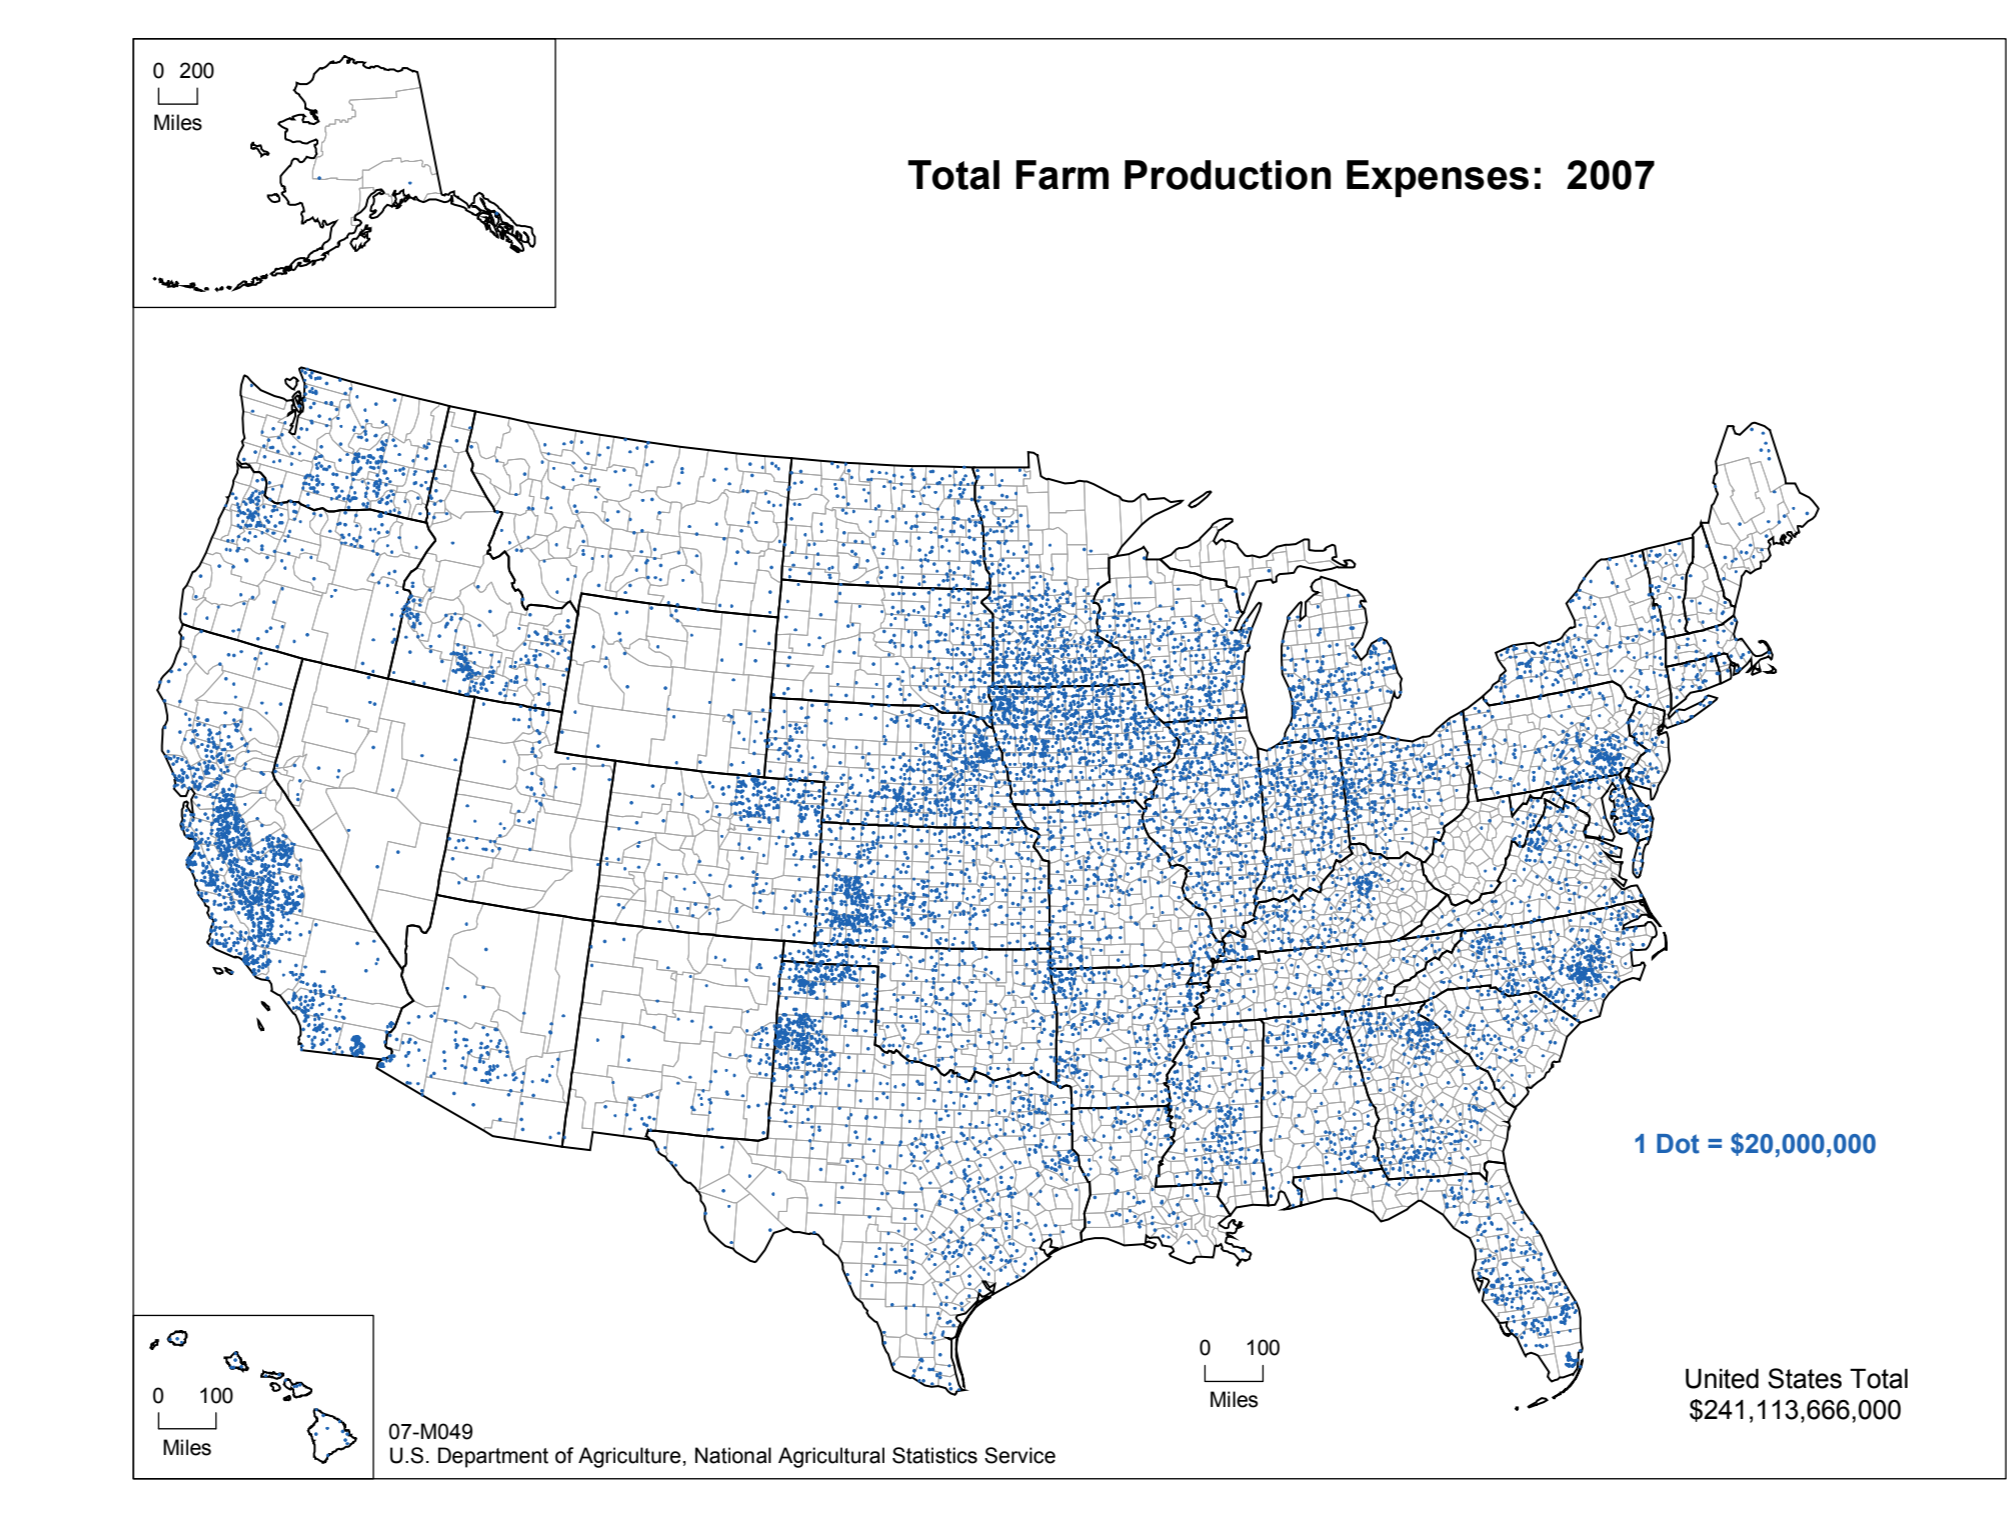 0 200
Miles
Total Farm Production Expenses: 2007
1 Dot = $20,000,000
0 100
Miles
United States Total
$241,113,666,000
0 100
Miles
07-M049
U.S. Department of Agriculture, National Agricultural Statistics Service